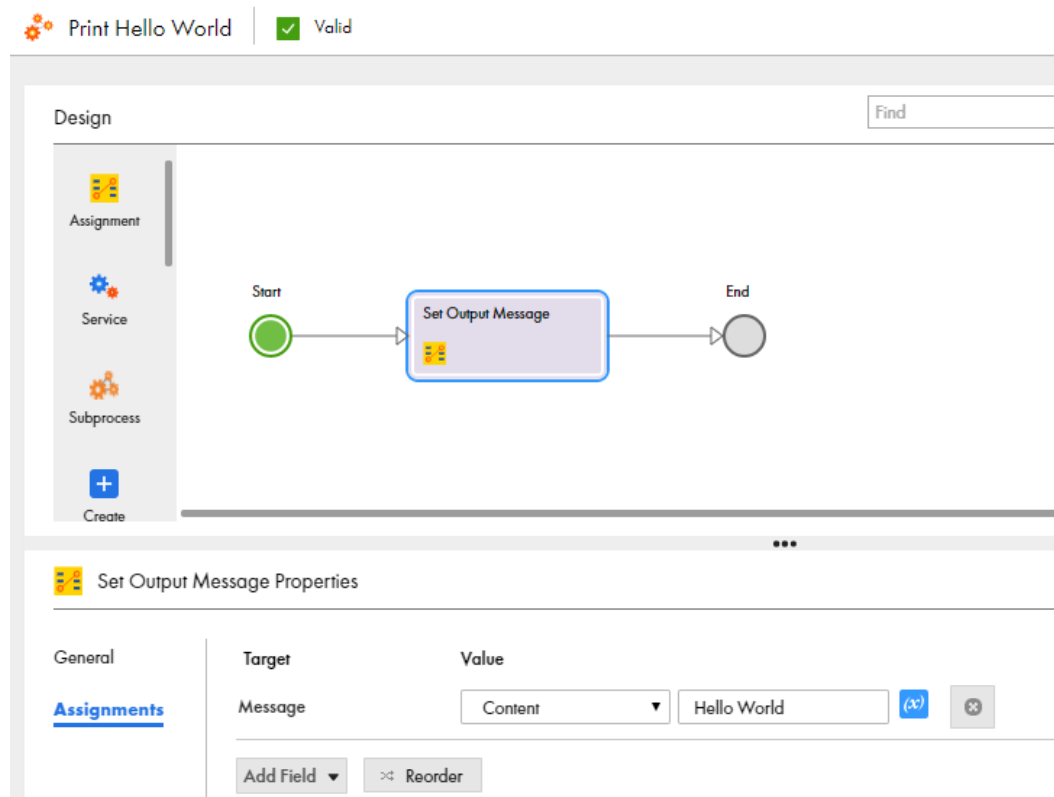 Print Hello World
Valid
Design
Find
Assignment
Service
Subprocess
Create
Start
Set Output Message
End
Set Output Message Properties
General
Assignments
Target Value
Message Content Hello World (x)
Add Field Reorder